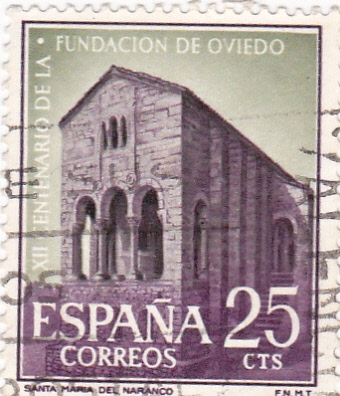 XII CENTENARIO DE LA • FUNDACION DE OVIEDO
ESPAÑA 25
CORREOS CTS
SANTA MARIA DEL NARANCO F.N.M.T.